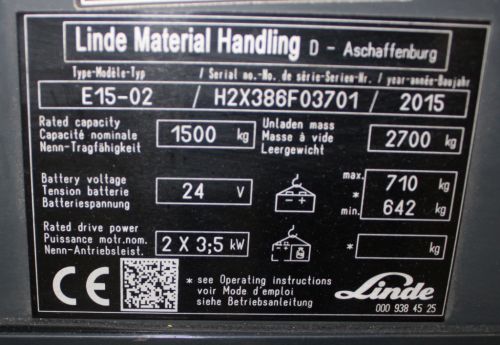 Linde Material Handling D - Aschaffenburg
Type-Modèle-Typ / Serial no.-No. de série-Serien-Nr. / year-année-Baujahr
E15-02 / H2X386F03701 / 2015
Rated capacity
Capacité nominale
Nenn-Tragfähigkeit
1500 kg
Unladen mass
Masse à vide
Leergewicht
2700 kg
Battery voltage
Tension batterie
Batteriespannung
24 V
- +
max. 710 kg
*
min. 642 kg
Rated drive power
Puissance motr.nom.
Nenn-Antriebsleist.
2 X 3;5 kW
* kg
CE
* see Operating instructions
voir Mode d'emploi
siehe Betriebsanleitung
Linde
000 938 45 25